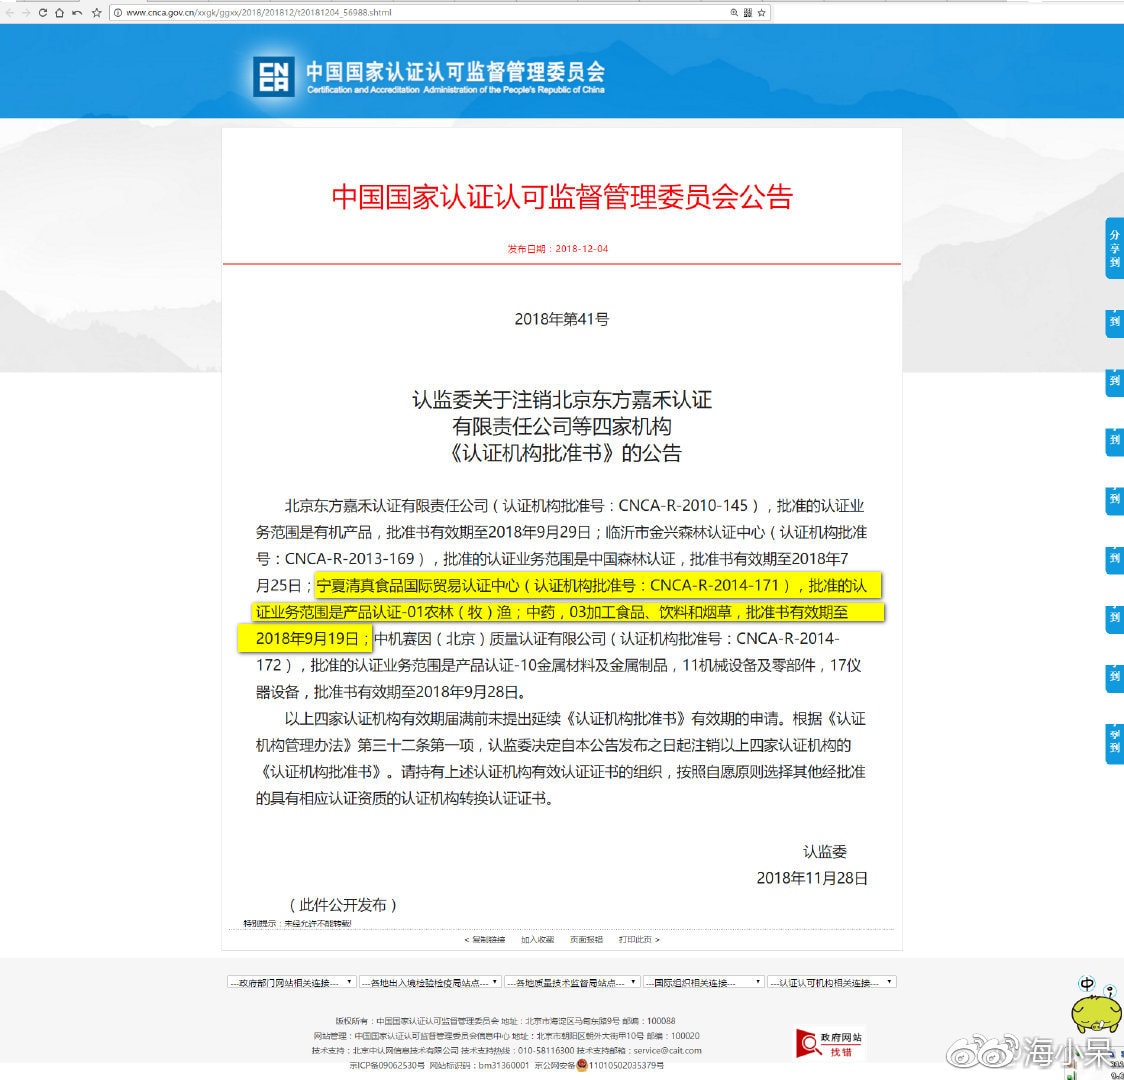 www.cnca.gov.cn/xxgk/ggxx/2018/201812/t20181204_56988.shtml
CNCA
中国国家认证认可监督管理委员会
Certification and Accreditation Administration of the People's Republic of China
中国国家认证认可监督管理委员会公告
发布日期：2018-12-04
2018年第41号
认监委关于注销北京东方嘉禾认证
有限责任公司等四家机构
《认证机构批准书》的公告
北京东方嘉禾认证有限责任公司（认证机构批准号：CNCA-R-2010-145），批准的认证业
务范围是有机产品，批准书有效期至2018年9月29日；临沂市金兴森林认证中心（认证机构批准
号：CNCA-R-2013-169），批准的认证业务范围是中国森林认证，批准书有效期至2018年7
月25日；宁夏清真食品国际贸易认证中心（认证机构批准号：CNCA-R-2014-171），批准的认
证业务范围是产品认证-01农林（牧）渔；中药，03加工食品、饮料和烟草，批准书有效期至
2018年9月19日；中机赛因（北京）质量认证有限公司（认证机构批准号：CNCA-R-2014-
172），批准的认证业务范围是产品认证-10金属材料及金属制品，11机械设备及零部件，17仪
器设备，批准书有效期至2018年9月28日。
以上四家认证机构有效期届满前未提出延续《认证机构批准书》有效期的申请。根据《认证
机构管理办法》第三十二条第一项，认监委决定自本公告发布之日起注销以上四家认证机构的
《认证机构批准书》。请持有上述认证机构有效认证证书的组织，按照自愿原则选择其他经批准
的具有相应认证资质的认证机构转换认证证书。
认监委
2018年11月28日
（此件公开发布）
特别提示：未经允许不能转载!
< 复制链接 加入收藏 页面报错 打印此页 >
分享到
到
到
到
到
到
到
到
享到
---政府部门网站相关连接--- ---各地出入境检验检疫局站点--- ---各地质量技术监督局站点--- ---国际组织相关连接--- ---认证认可机构相关连接---
版权所有：中国国家认证认可监督管理委员会 地址：北京市海淀区马甸东路9号 邮编：100088
网站管理：中国国家认证认可监督管理委员会信息中心 地址：北京市朝阳区朝外大街甲10号 邮编：100020
技术支持：北京中认网信息技术有限公司 技术支持热线：010-58116300 技术支持邮箱：service@cait.com
京ICP备09062530号 网站标识码：bm31360001 京公网安备11010502035379号
政府网站
找错
中
海小呆